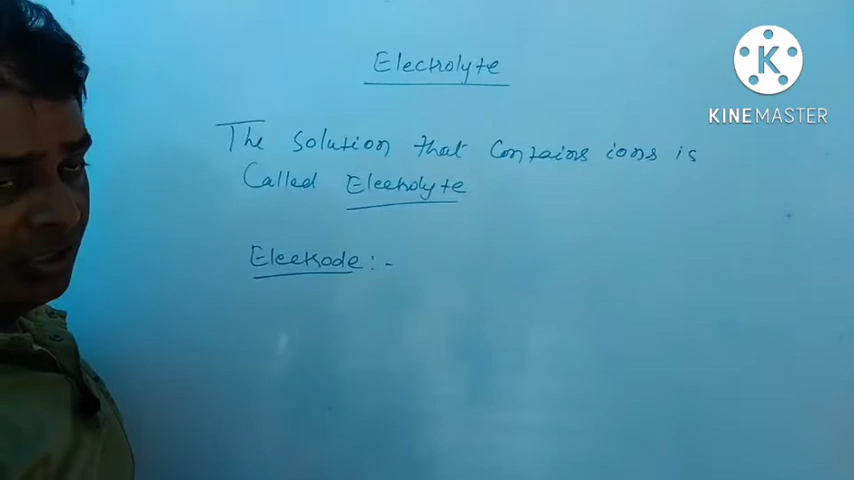 Electrolyte
K
KINEMASTER
The solution that contains ions is
Called Electrolyte
Electrode :-